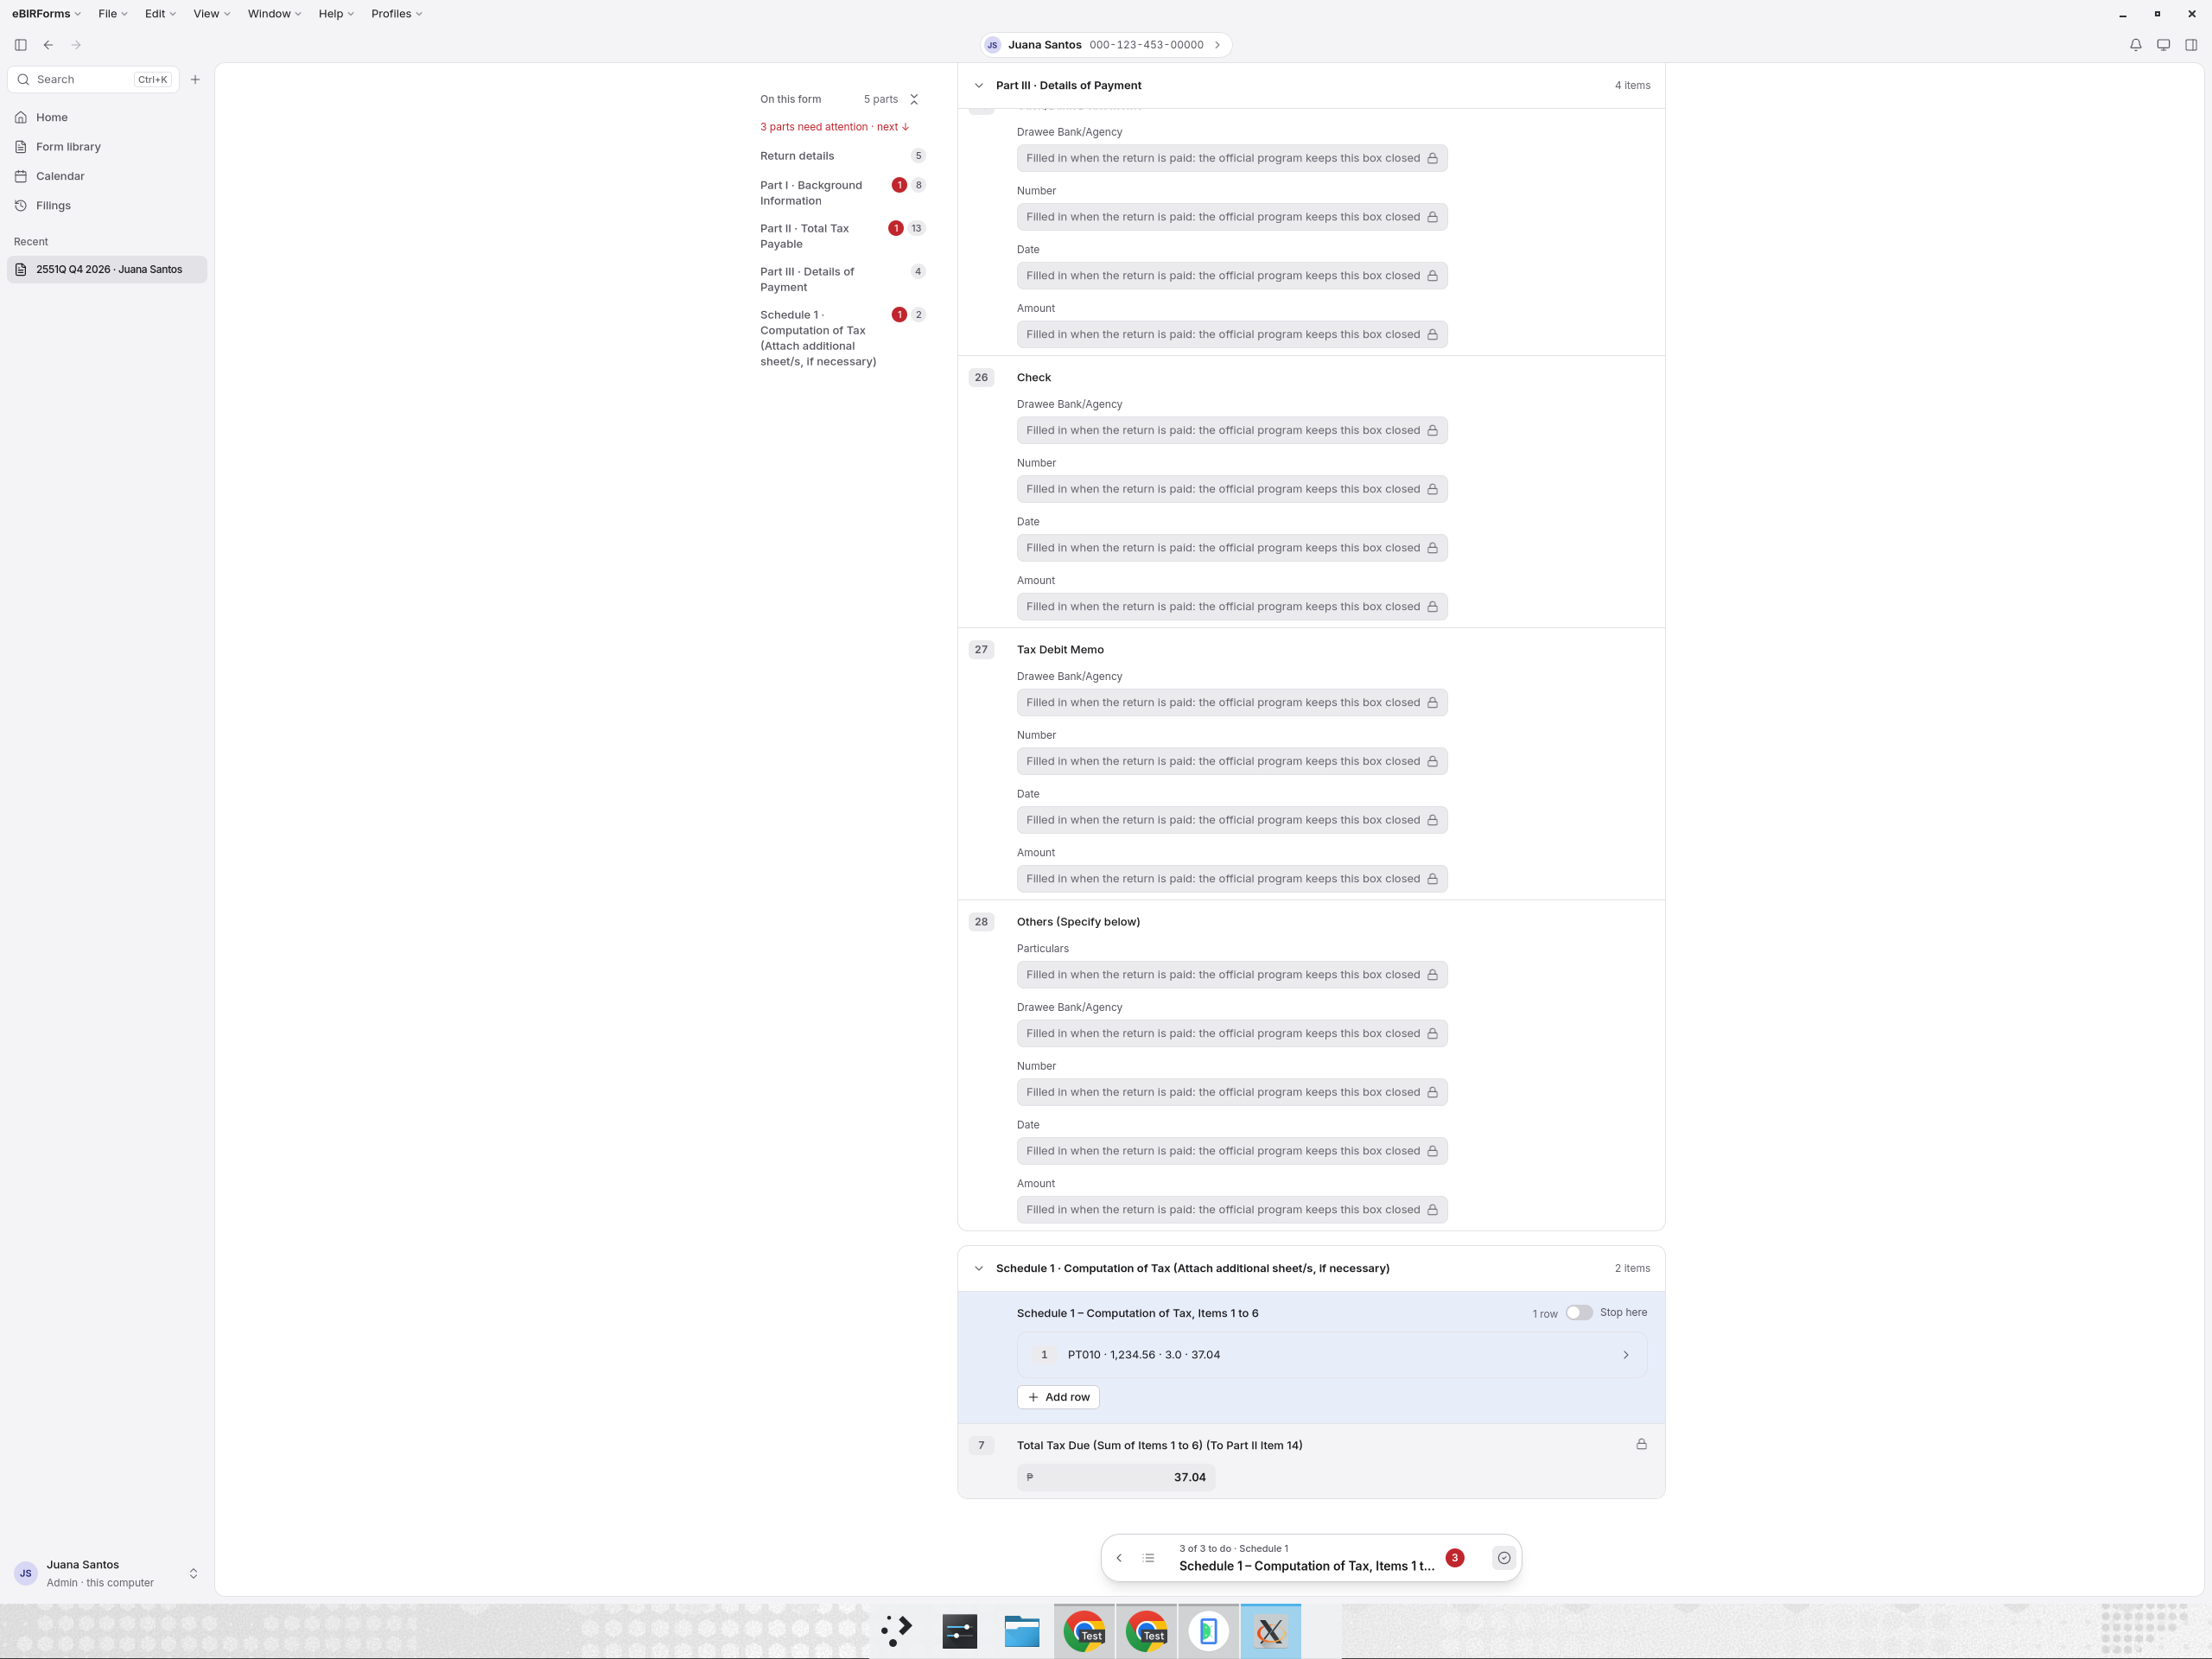 eBIRForms File Edit View Window Help Profiles
JS Juana Santos 000-123-453-00000
Search Ctrl+K
Home
Form library
Calendar
Filings
Recent
2551Q Q4 2026 · Juana Santos
On this form 5 parts
3 parts need attention · next ↓
Return details 5
Part I · Background 1 8
Information
Part II · Total Tax 1 13
Payable
Part III · Details of 4
Payment
Schedule 1 · 1 2
Computation of Tax
(Attach additional
sheet/s, if necessary)
Part III · Details of Payment 4 items
Drawee Bank/Agency
Filled in when the return is paid: the official program keeps this box closed
Number
Filled in when the return is paid: the official program keeps this box closed
Date
Filled in when the return is paid: the official program keeps this box closed
Amount
Filled in when the return is paid: the official program keeps this box closed
26 Check
Drawee Bank/Agency
Filled in when the return is paid: the official program keeps this box closed
Number
Filled in when the return is paid: the official program keeps this box closed
Date
Filled in when the return is paid: the official program keeps this box closed
Amount
Filled in when the return is paid: the official program keeps this box closed
27 Tax Debit Memo
Drawee Bank/Agency
Filled in when the return is paid: the official program keeps this box closed
Number
Filled in when the return is paid: the official program keeps this box closed
Date
Filled in when the return is paid: the official program keeps this box closed
Amount
Filled in when the return is paid: the official program keeps this box closed
28 Others (Specify below)
Particulars
Filled in when the return is paid: the official program keeps this box closed
Drawee Bank/Agency
Filled in when the return is paid: the official program keeps this box closed
Number
Filled in when the return is paid: the official program keeps this box closed
Date
Filled in when the return is paid: the official program keeps this box closed
Amount
Filled in when the return is paid: the official program keeps this box closed
Schedule 1 · Computation of Tax (Attach additional sheet/s, if necessary) 2 items
Schedule 1 – Computation of Tax, Items 1 to 6 1 row Stop here
1 PT010 · 1,234.56 · 3.0 · 37.04
Add row
7 Total Tax Due (Sum of Items 1 to 6) (To Part II Item 14)
₱ 37.04
3 of 3 to do · Schedule 1
Schedule 1 – Computation of Tax, Items 1 t... 3
JS Juana Santos
Admin · this computer
Test Test